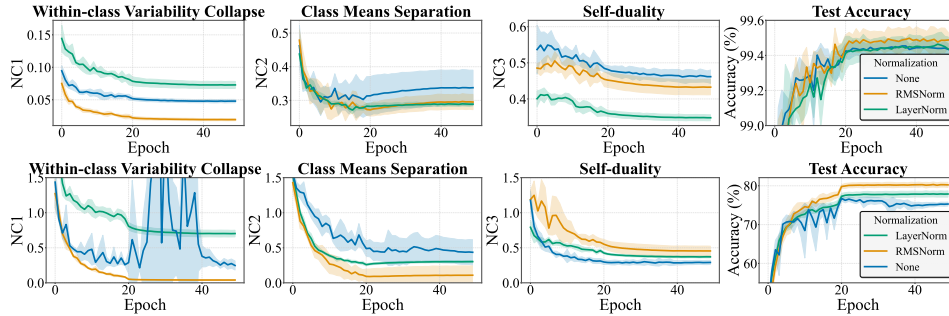 Within-class Variability Collapse
Class Means Separation
Self-duality
Test Accuracy
NC1
0.15
0.10
0.05
0
20
40
Epoch
NC2
0.5
0.4
0.3
0
20
40
Epoch
NC3
0.6
0.4
0
20
40
Epoch
Accuracy (%)
99.6
99.4
99.2
99.0
0
20
40
Epoch
Normalization
None
RMSNorm
LayerNorm
Within-class Variability Collapse
Class Means Separation
Self-duality
Test Accuracy
NC1
1.5
1.0
0.5
0.0
0
20
40
Epoch
NC2
1.5
1.0
0.5
0.0
0
20
40
Epoch
NC3
1.5
1.0
0.5
0.0
0
20
40
Epoch
Accuracy (%)
80
70
60
0
20
40
Epoch
Normalization
LayerNorm
RMSNorm
None